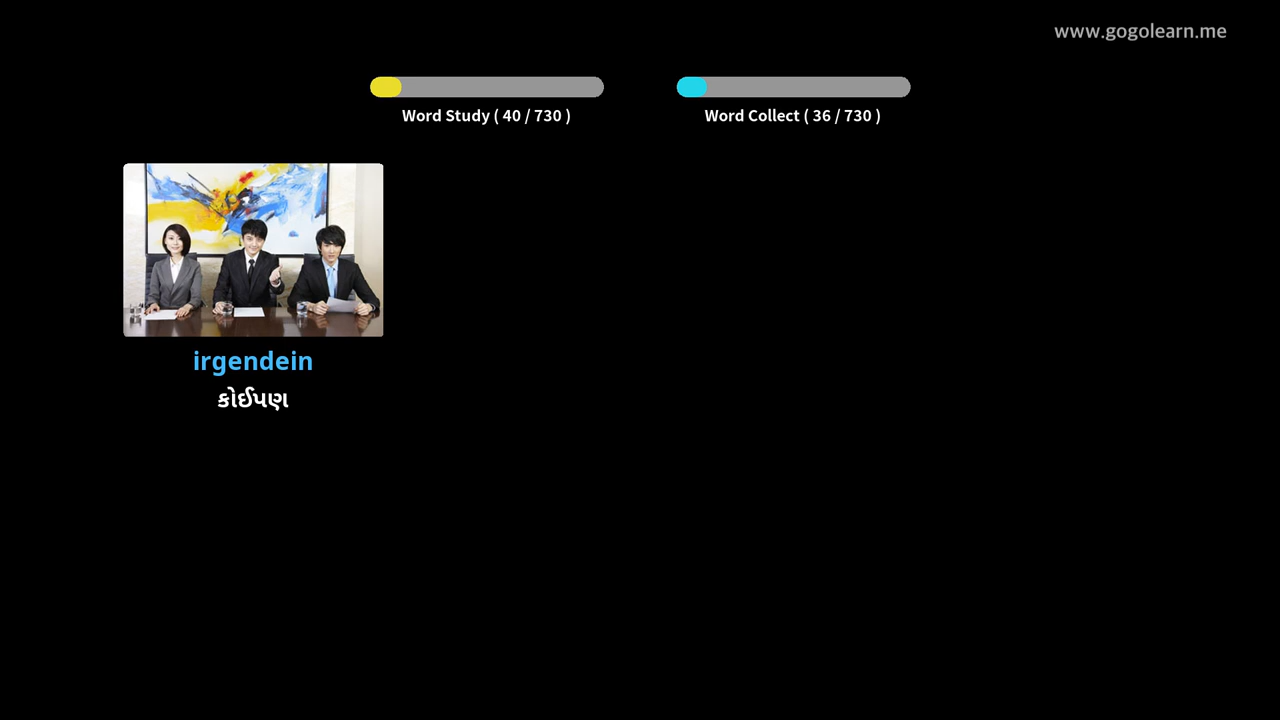 www.gogolearn.me
Word Study ( 40 / 730 )
Word Collect ( 36 / 730 )
irgendein
કોઈપણ